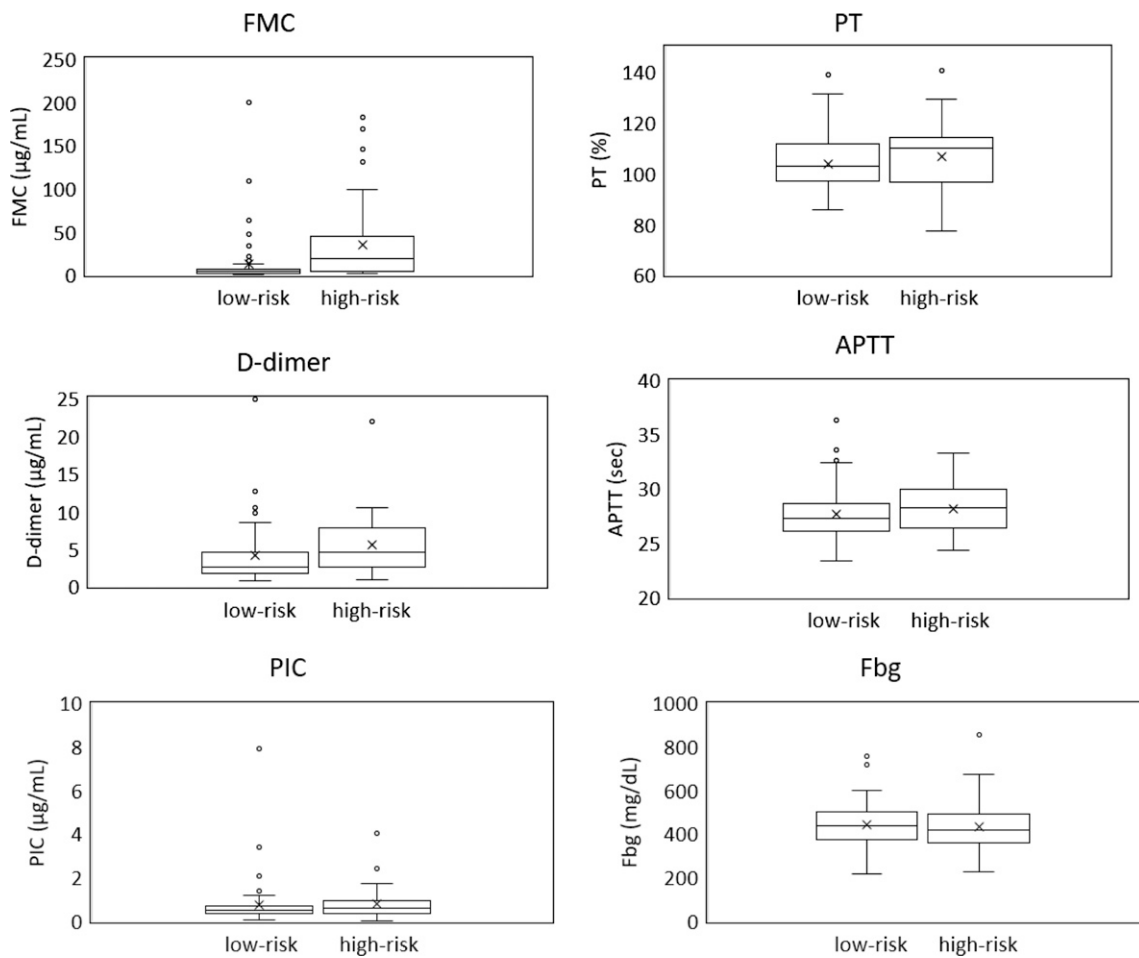 FMC
FMC (µg/mL)
250
200
150
100
50
0
low-risk high-risk
PT
PT (%)
140
120
100
80
60
low-risk high-risk
D-dimer
D-dimer (µg/mL)
25
20
15
10
5
0
low-risk high-risk
APTT
APTT (sec)
40
35
30
25
20
low-risk high-risk
PIC
PIC (µg/mL)
10
8
6
4
2
0
low-risk high-risk
Fbg
Fbg (mg/dL)
1000
800
600
400
200
0
low-risk high-risk